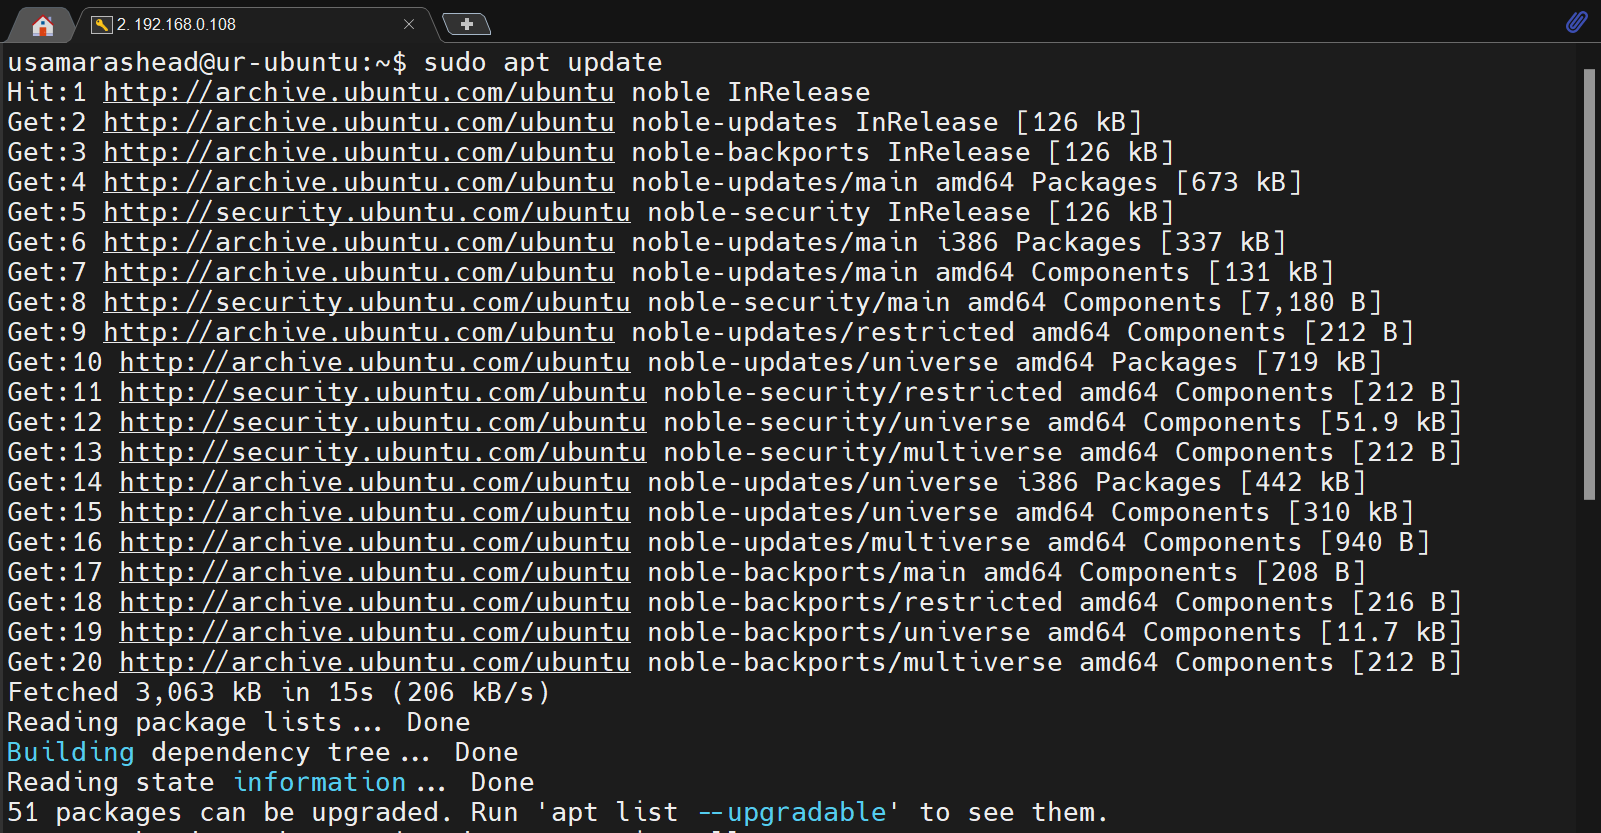 2. 192.168.0.108
usamarashead@ur-ubuntu:~$ sudo apt update
Hit:1 http://archive.ubuntu.com/ubuntu noble InRelease
Get:2 http://archive.ubuntu.com/ubuntu noble-updates InRelease [126 kB]
Get:3 http://archive.ubuntu.com/ubuntu noble-backports InRelease [126 kB]
Get:4 http://archive.ubuntu.com/ubuntu noble-updates/main amd64 Packages [673 kB]
Get:5 http://security.ubuntu.com/ubuntu noble-security InRelease [126 kB]
Get:6 http://archive.ubuntu.com/ubuntu noble-updates/main i386 Packages [337 kB]
Get:7 http://archive.ubuntu.com/ubuntu noble-updates/main amd64 Components [131 kB]
Get:8 http://security.ubuntu.com/ubuntu noble-security/main amd64 Components [7,180 B]
Get:9 http://archive.ubuntu.com/ubuntu noble-updates/restricted amd64 Components [212 B]
Get:10 http://archive.ubuntu.com/ubuntu noble-updates/universe amd64 Packages [719 kB]
Get:11 http://security.ubuntu.com/ubuntu noble-security/restricted amd64 Components [212 B]
Get:12 http://security.ubuntu.com/ubuntu noble-security/universe amd64 Components [51.9 kB]
Get:13 http://security.ubuntu.com/ubuntu noble-security/multiverse amd64 Components [212 B]
Get:14 http://archive.ubuntu.com/ubuntu noble-updates/universe i386 Packages [442 kB]
Get:15 http://archive.ubuntu.com/ubuntu noble-updates/universe amd64 Components [310 kB]
Get:16 http://archive.ubuntu.com/ubuntu noble-updates/multiverse amd64 Components [940 B]
Get:17 http://archive.ubuntu.com/ubuntu noble-backports/main amd64 Components [208 B]
Get:18 http://archive.ubuntu.com/ubuntu noble-backports/restricted amd64 Components [216 B]
Get:19 http://archive.ubuntu.com/ubuntu noble-backports/universe amd64 Components [11.7 kB]
Get:20 http://archive.ubuntu.com/ubuntu noble-backports/multiverse amd64 Components [212 B]
Fetched 3,063 kB in 15s (206 kB/s)
Reading package lists... Done
Building dependency tree... Done
Reading state information... Done
51 packages can be upgraded. Run 'apt list --upgradable' to see them.